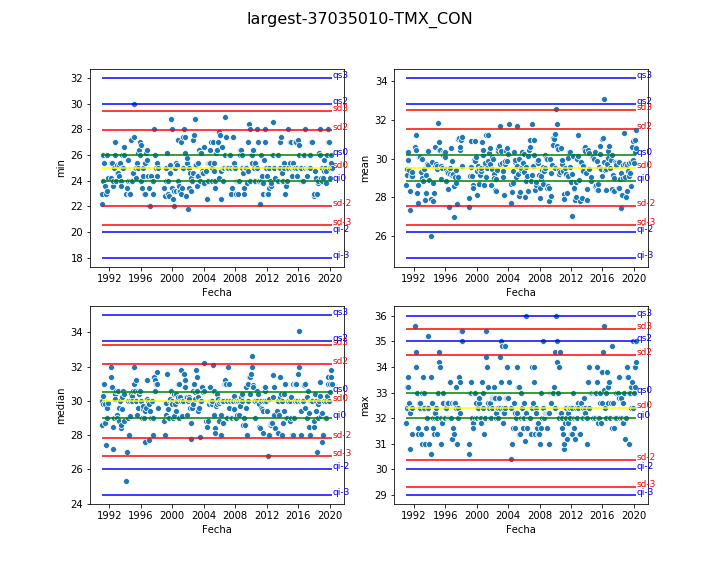 largest-37035010-TMX_CON
32
30
28
26
24
22
20
18
min
qs3
qs2
sd3
sd2
qs0
sd0
qi0
sd-2
sd-3
qi-2
qi-3
1992 1996 2000 2004 2008 2012 2016 2020
Fecha
34
32
30
28
26
mean
qs3
qs2
sd3
sd2
qs0
sd0
qi0
sd-2
sd-3
qi-2
qi-3
1992 1996 2000 2004 2008 2012 2016 2020
Fecha
34
32
30
28
26
24
median
qs3
qs2
sd3
sd2
qs0
sd0
qi0
sd-2
sd-3
qi-2
qi-3
1992 1996 2000 2004 2008 2012 2016 2020
Fecha
36
35
34
33
32
31
30
29
max
qs3
sd3
qs2
sd2
qs0
sd0
qi0
sd-2
qi-2
sd-3
qi-3
1992 1996 2000 2004 2008 2012 2016 2020
Fecha